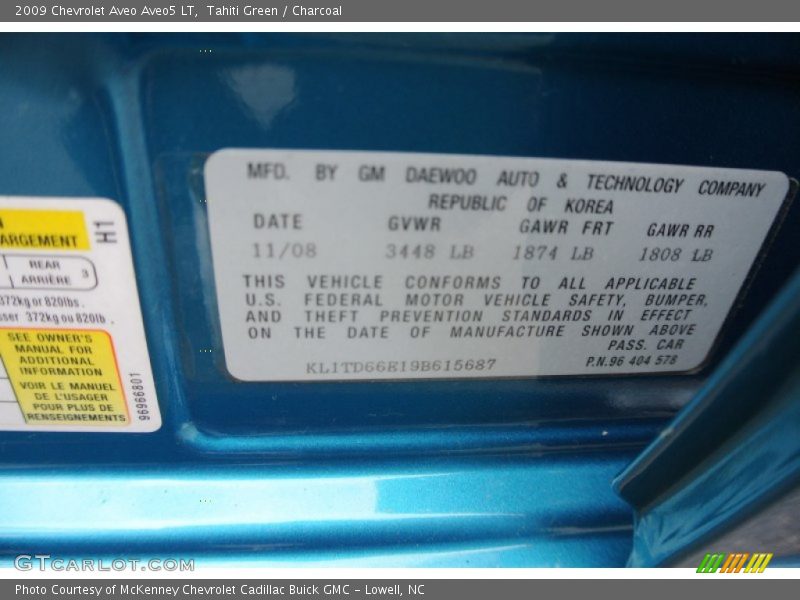 2009 Chevrolet Aveo Aveo5 LT, Tahiti Green / Charcoal
MFD. BY GM DAEWOO AUTO & TECHNOLOGY COMPANY
REPUBLIC OF KOREA
DATE GVWR GAWR FRT GAWR RR
11/08 3448 LB 1874 LB 1808 LB
THIS VEHICLE CONFORMS TO ALL APPLICABLE
U.S. FEDERAL MOTOR VEHICLE SAFETY, BUMPER,
AND THEFT PREVENTION STANDARDS IN EFFECT
ON THE DATE OF MANUFACTURE SHOWN ABOVE
PASS. CAR
KL1TD66E19B615687 P.N.96 404 578
H1
ARGEMENT
REAR
ARRIÈRE 3
372kg or 820lbs.
ser 372kg ou 820lb.
SEE OWNER'S
MANUAL FOR
ADDITIONAL
INFORMATION
VOIR LE MANUEL
DE L'USAGER
POUR PLUS DE
RENSEIGNEMENTS
96966801
GTCARLOT.COM
Photo Courtesy of McKenney Chevrolet Cadillac Buick GMC - Lowell, NC